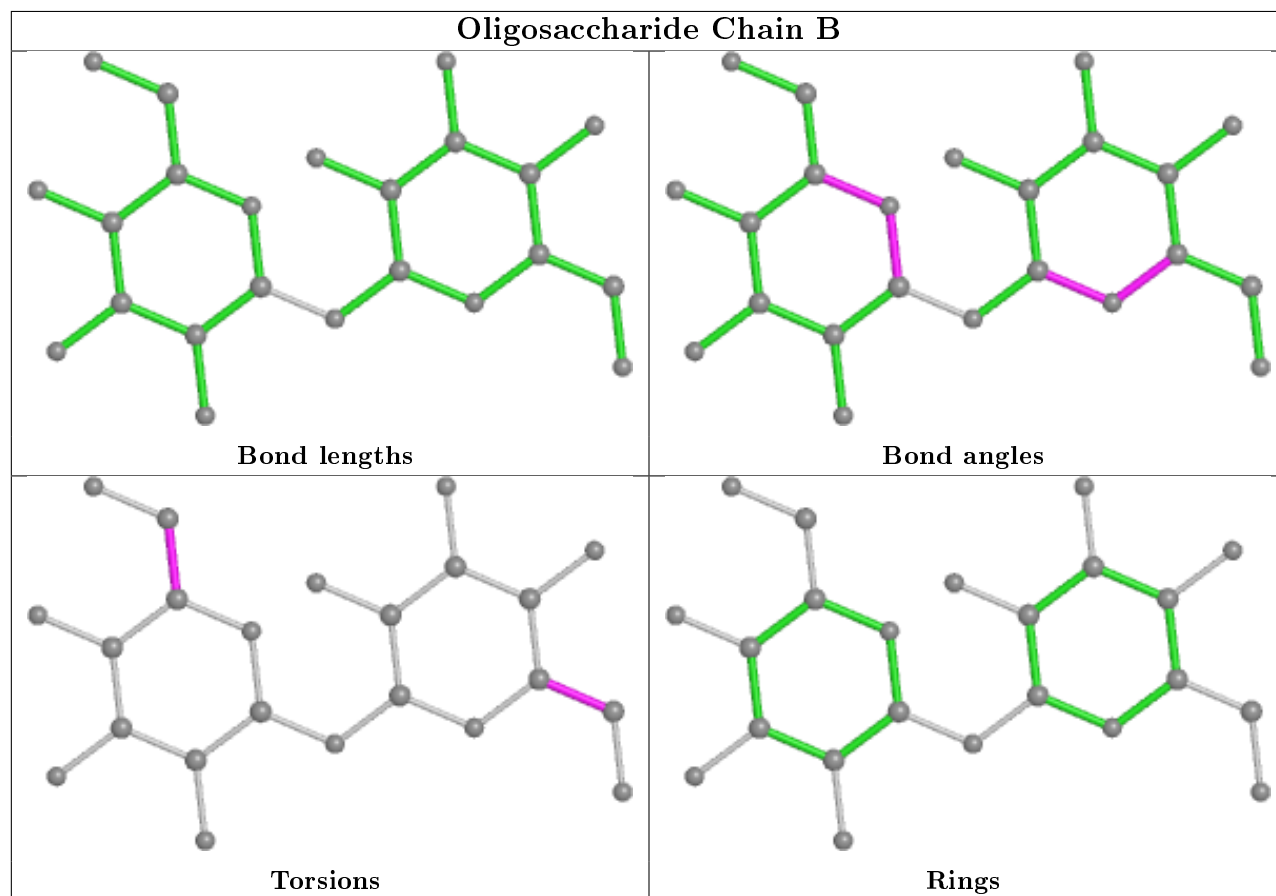 Oligosaccharide Chain B
Bond lengths
Bond angles
Torsions
Rings